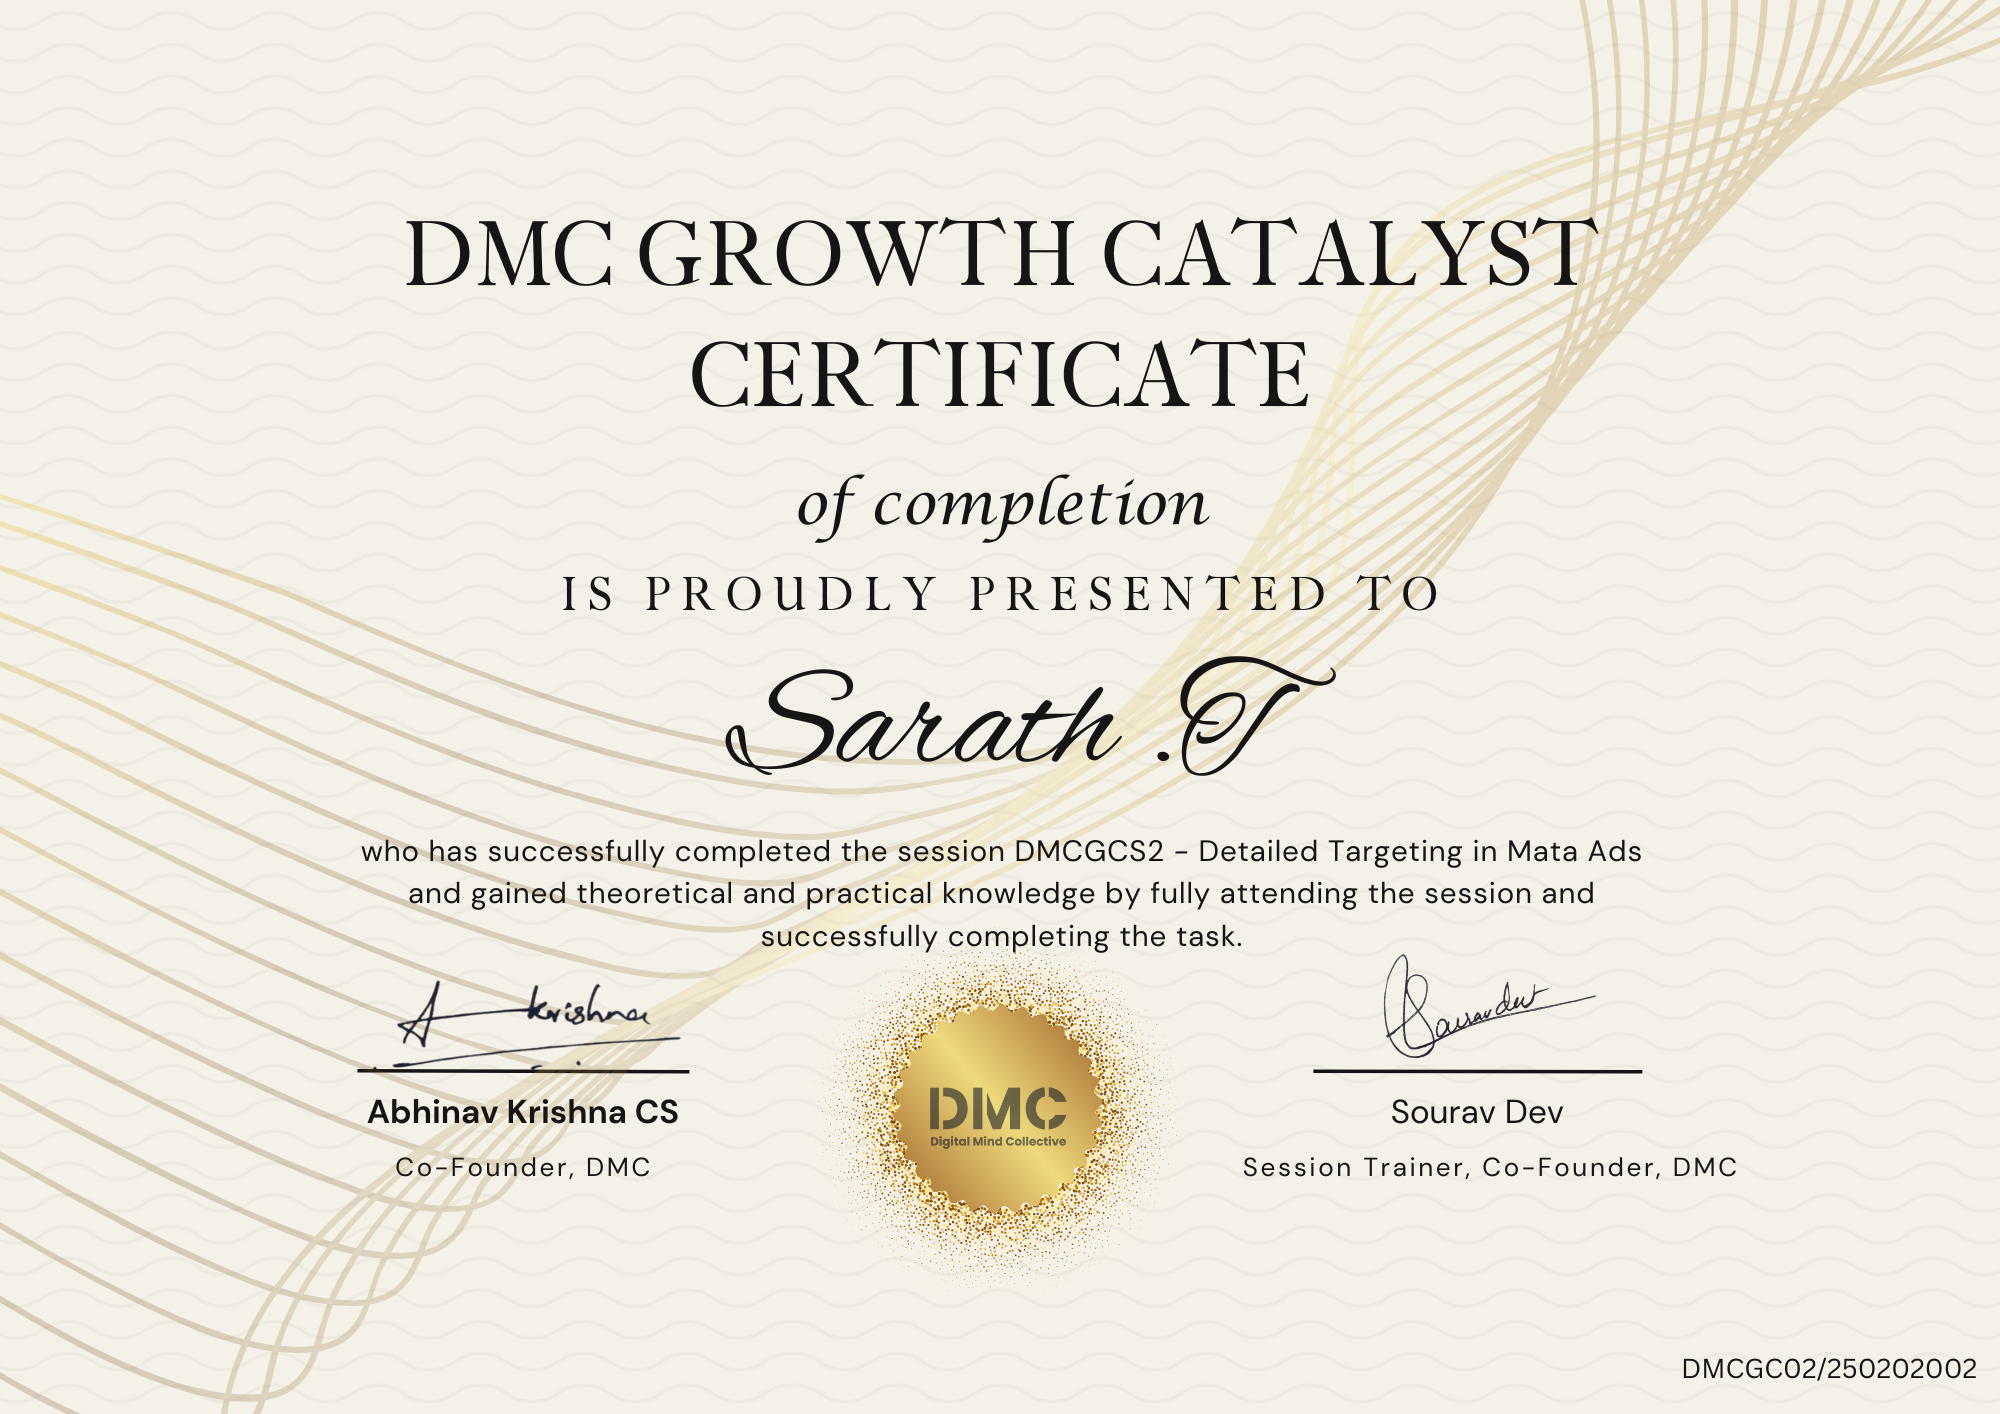 DMC GROWTH CATALYST
CERTIFICATE
of completion
IS PROUDLY PRESENTED TO
Sarath .T
who has successfully completed the session DMCGCS2 - Detailed Targeting in Mata Ads
and gained theoretical and practical knowledge by fully attending the session and
successfully completing the task.
A krishna
Souravdev
Abhinav Krishna CS
Co-Founder, DMC
DMC
Digital Mind Collective
Sourav Dev
Session Trainer, Co-Founder, DMC
DMCGC02/250202002